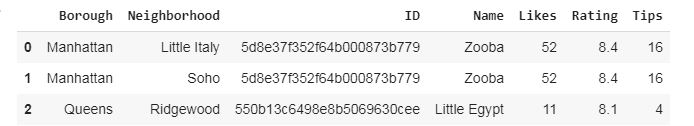 Borough Neighborhood ID Name Likes Rating Tips
0 Manhattan Little Italy 5d8e37f352f64b000873b779 Zooba 52 8.4 16
1 Manhattan Soho 5d8e37f352f64b000873b779 Zooba 52 8.4 16
2 Queens Ridgewood 550b13c6498e8b5069630cee Little Egypt 11 8.1 4